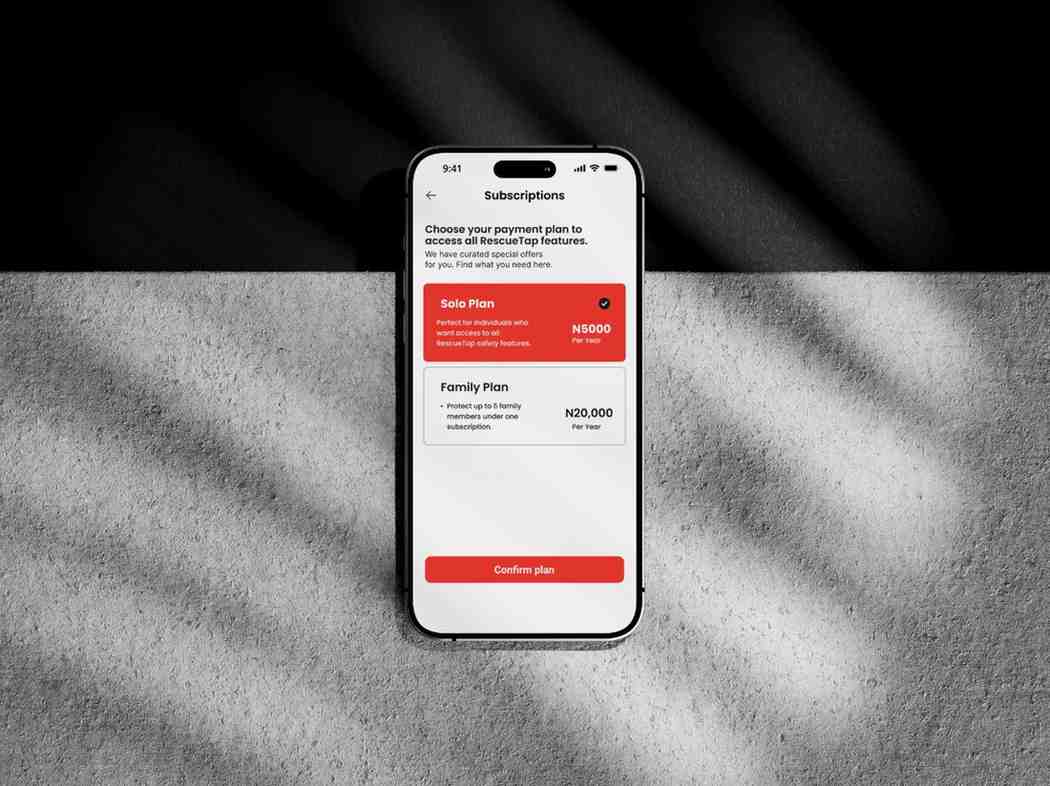 9:41
Subscriptions
Choose your payment plan to
access all RescueTap features.
We have curated special offers
for you. Find what you need here.
Solo Plan
Perfect for individuals who
want access to all
RescueTap safety features.
N5000
Per Year
Family Plan
• Protect up to 5 family
members under one
subscription.
N20,000
Per Year
Confirm plan